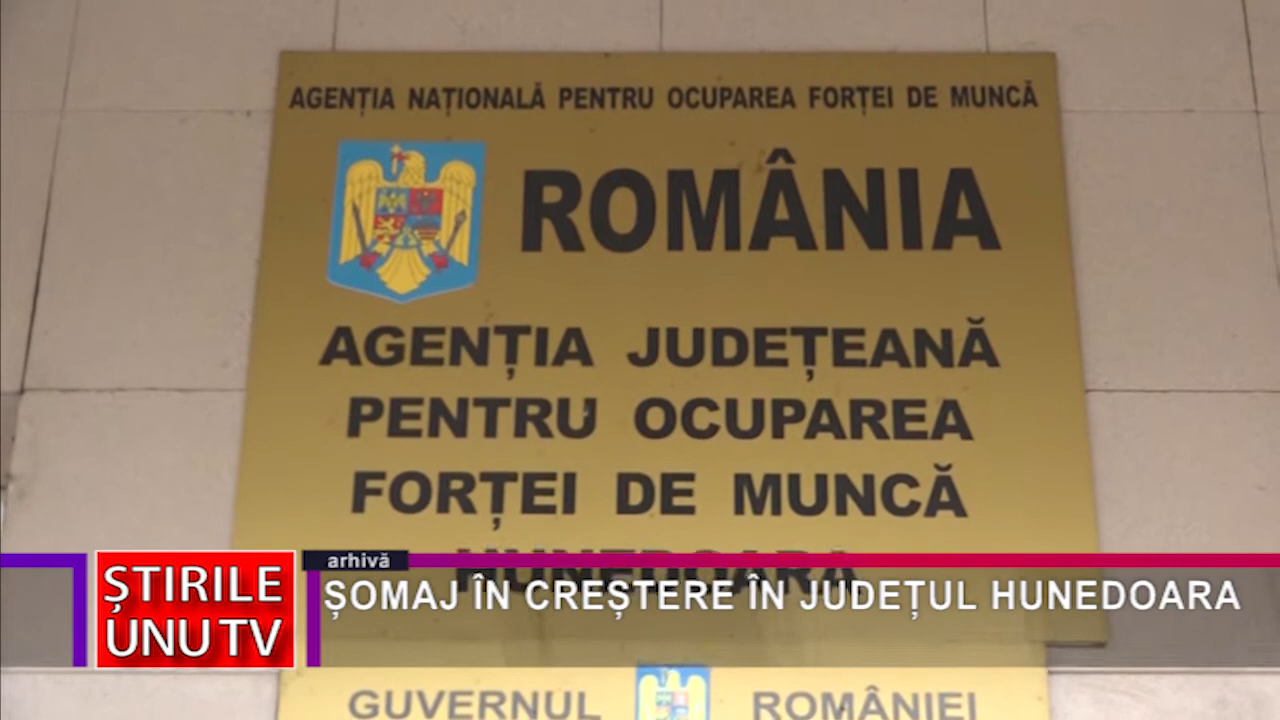 AGENȚIA NAȚIONALĂ PENTRU OCUPAREA FORȚEI DE MUNCĂ
ROMÂNIA
AGENȚIA JUDEȚEANĂ
PENTRU OCUPAREA
FORȚEI DE MUNCĂ
HUNEDOARA
arhivă
ȘTIRILE
UNU TV
ȘOMAJ ÎN CREȘTERE ÎN JUDEȚUL HUNEDOARA
GUVERNUL ROMÂNIEI